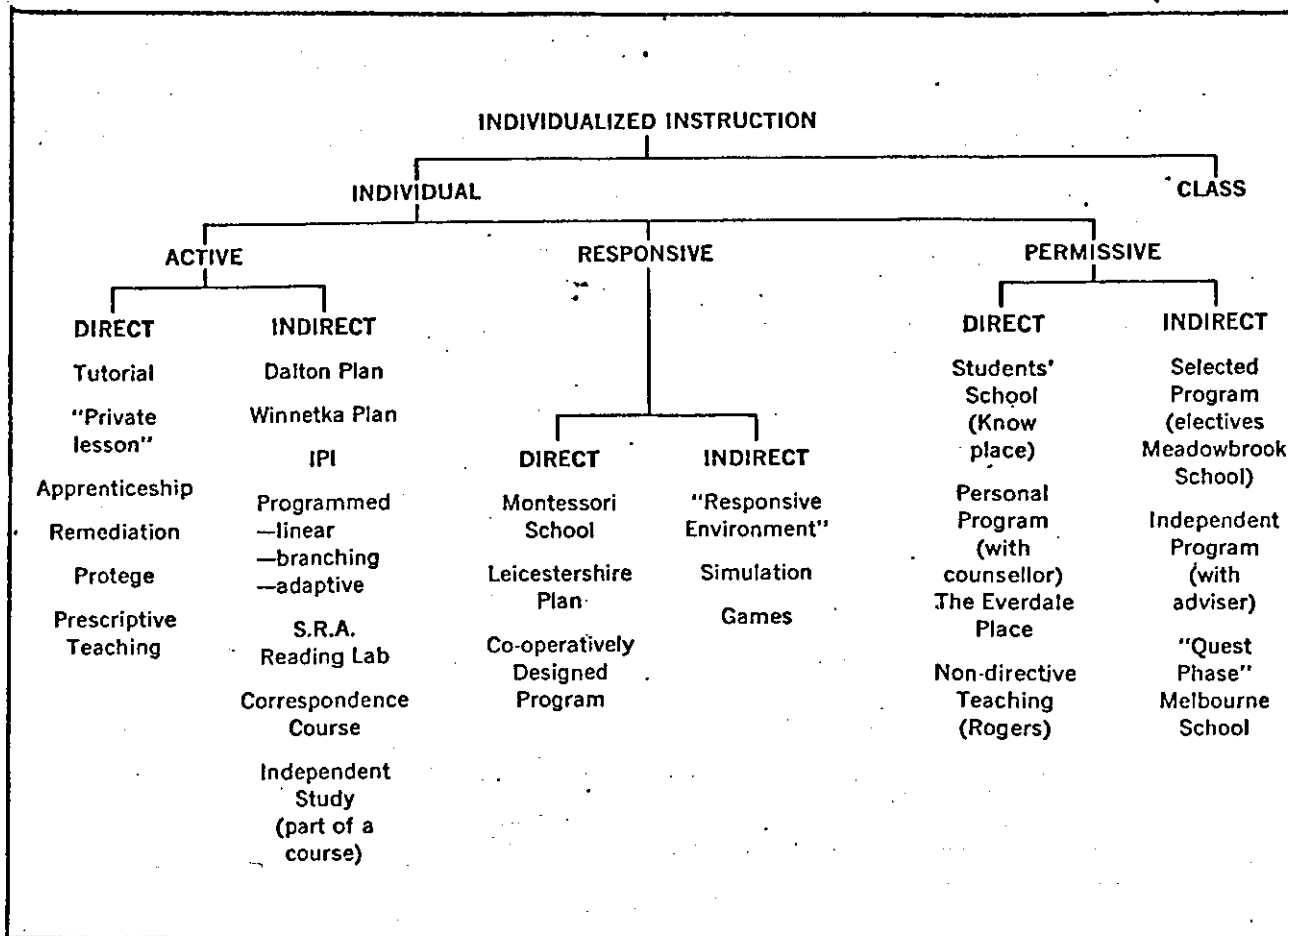 INDIVIDUALIZED INSTRUCTION
INDIVIDUAL
CLASS
ACTIVE
RESPONSIVE
PERMISSIVE
DIRECT
INDIRECT
Tutorial
"Private
lesson"
Apprenticeship
Remediation
Protege
Prescriptive
Teaching
Dalton Plan
Winnetka Plan
IPI
Programmed
—linear
—branching
—adaptive
S.R.A.
Reading Lab
Correspondence
Course
Independent
Study
(part of a
course)
DIRECT
INDIRECT
Montessori
School
Leicestershire
Plan
Co-operatively
Designed
Program
"Responsive
Environment"
Simulation
Games
DIRECT
INDIRECT
Students'
School
(Know
place)
Personal
Program
(with
counsellor)
The Everdale
Place
Non-directive
Teaching
(Rogers)
Selected
Program
(electives
Meadowbrook
School)
Independent
Program
(with
adviser)
"Quest
Phase"
Melbourne
School